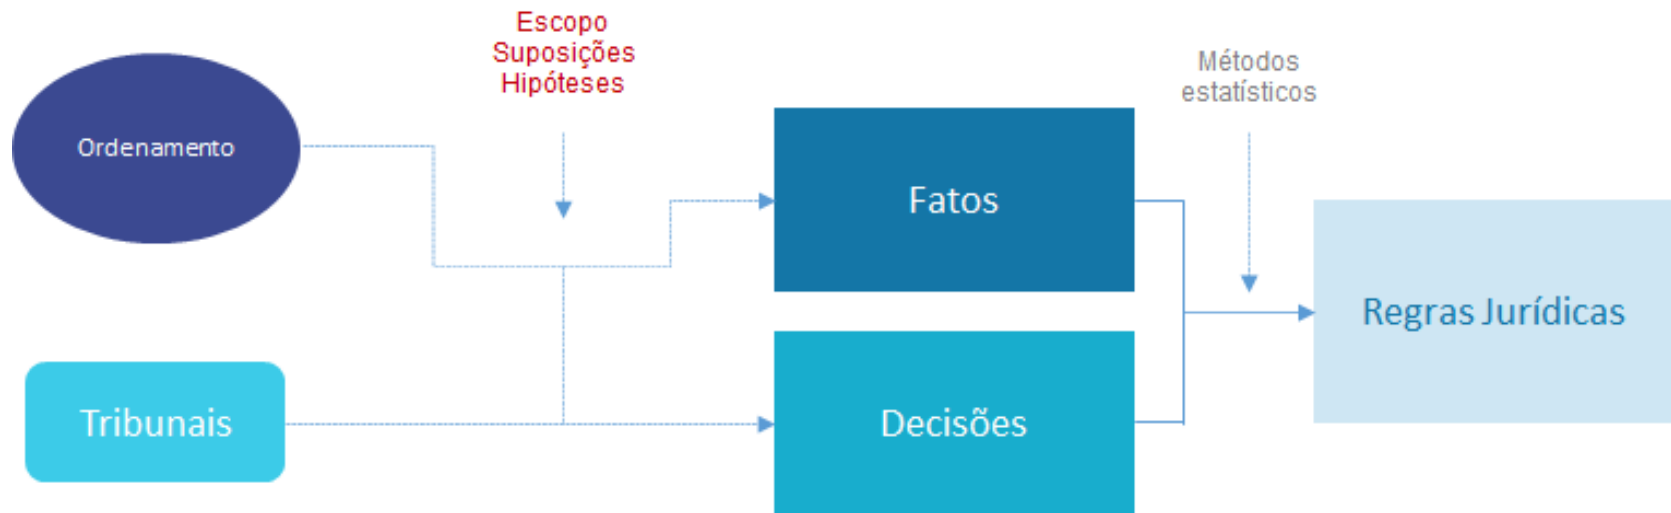 Escopo
Suposições
Hipóteses
Métodos
estatísticos
Ordenamento
Fatos
Regras Jurídicas
Tribunais
Decisões